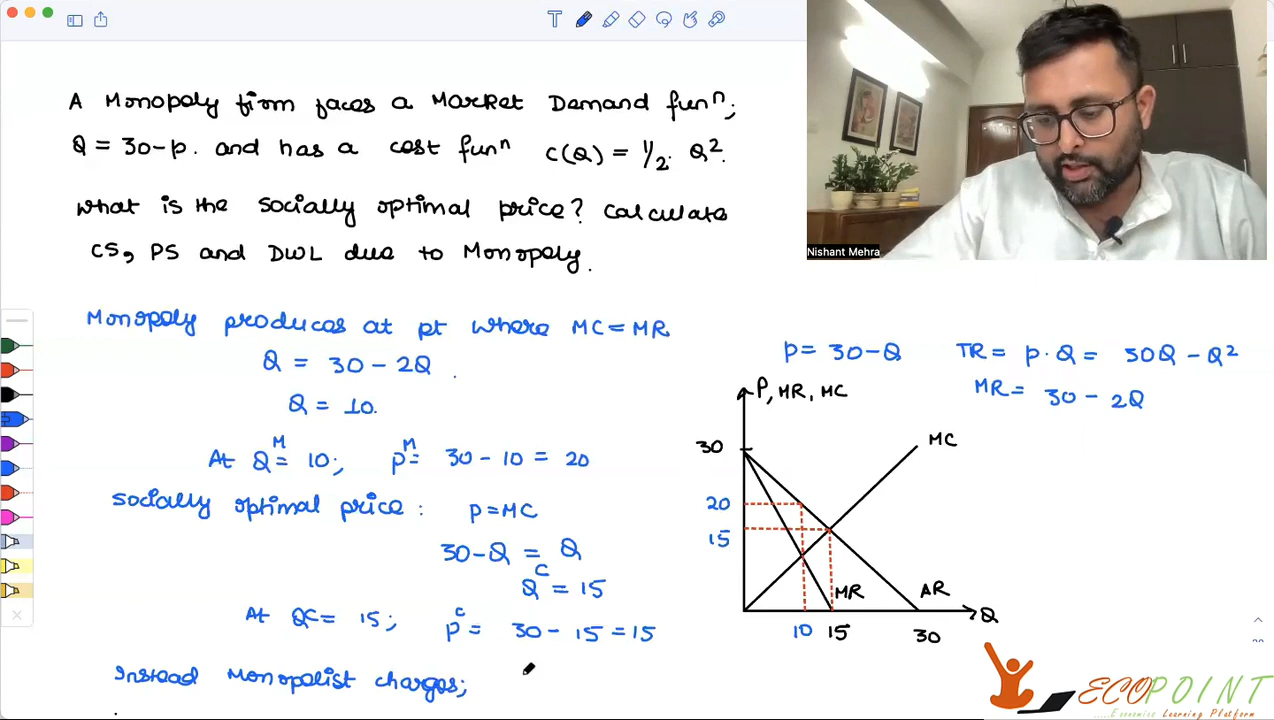 A Monopoly firm faces a Market Demand funⁿ;
Q = 30-p. and has a cost funⁿ C(Q) = 1/2. Q².
What is the Socially optimal price? Calculate
CS, PS and DWL due to Monopoly.
Monopoly produces at pt where MC = MR
Q = 30 - 2Q
Q = 10.
At Qᴹ = 10; pᴹ = 30 - 10 = 20
Socially optimal price: p = MC
30-Q = Q
Qᶜ = 15
At QC = 15; pᶜ = 30 - 15 = 15
Instead Monopolist charges;
Nishant Mehra
p = 30-Q TR = p.Q = 30Q - Q²
MR = 30 - 2Q
P, MR, MC
30
MC
20
15
MR
AR
Q
10 15 30
ECOPOINT
Economics Learning Platform